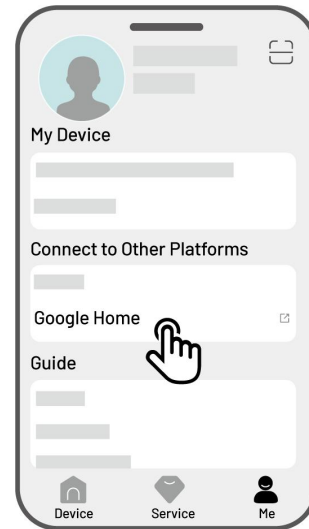 My Device
Connect to Other Platforms
Google Home
Guide
Device
Service
Me